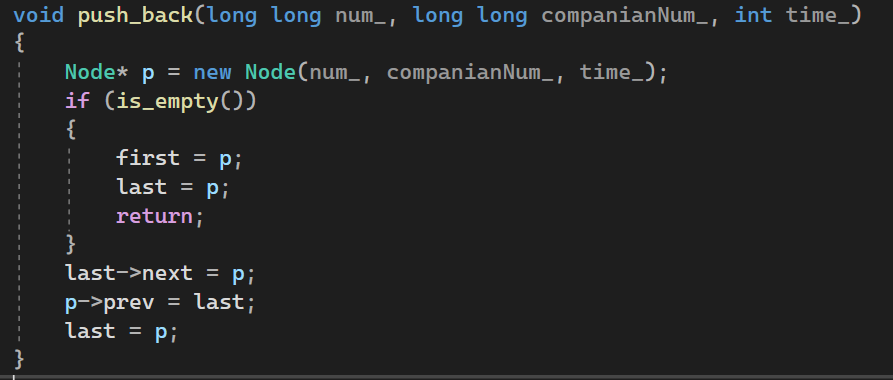 void push_back(long long num_, long long companianNum_, int time_)
{
    Node* p = new Node(num_, companianNum_, time_);
    if (is_empty())
    {
        first = p;
        last = p;
        return;
    }
    last->next = p;
    p->prev = last;
    last = p;
}